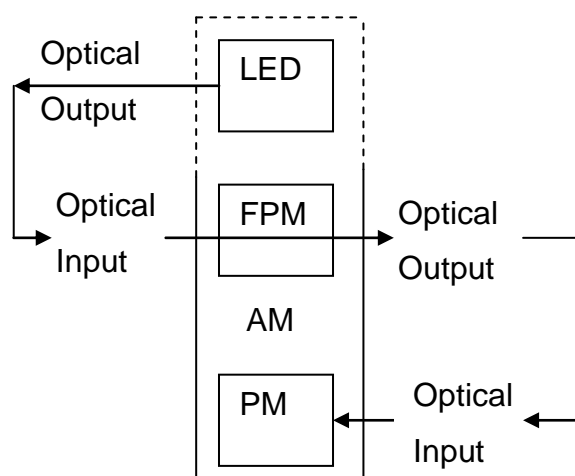 Optical
Output
LED
Optical
Input
FPM
Optical
Output
AM
PM
Optical
Input